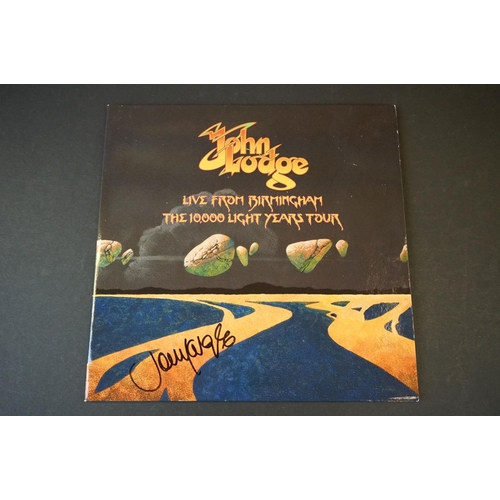 John
Lodge
LIVE FROM BIRMINGHAM
THE 10,000 LIGHT YEARS TOUR